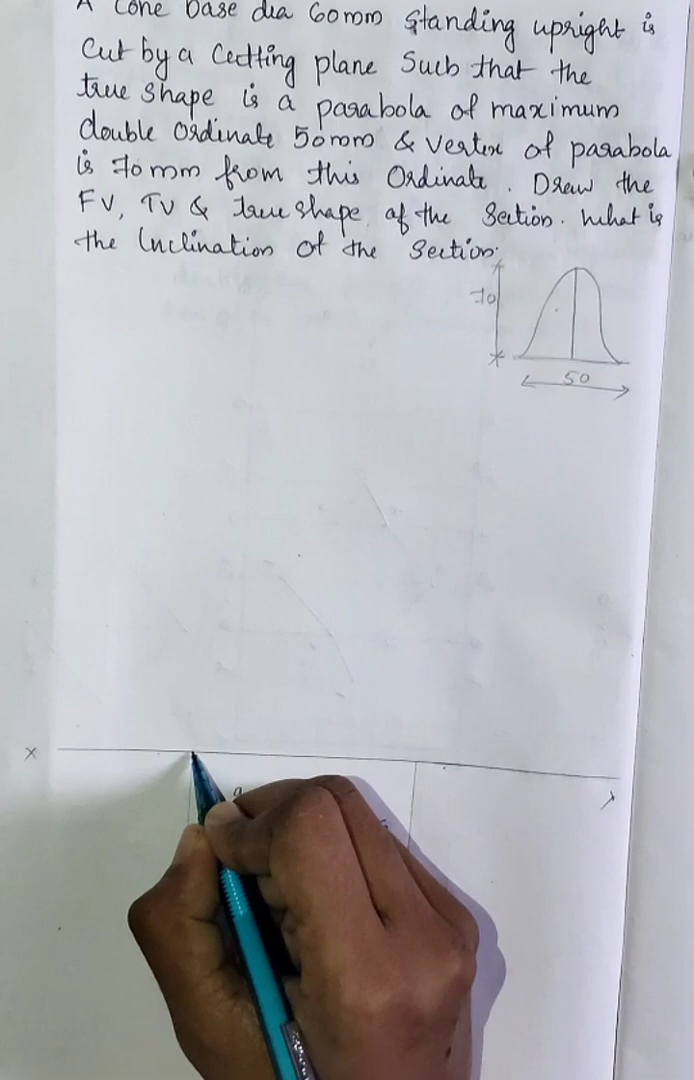 A Cone base dia 60mm standing upright is
Cut by a Cectting plane Such that the
true shape is a parabola of maximum
double Ordinate 50mm & Vertex of parabola
is 70mm from this Ordinate. Draw the
FV, TV & true shape of the Section. What is
the Inclination of the Section.
70
50
X
a